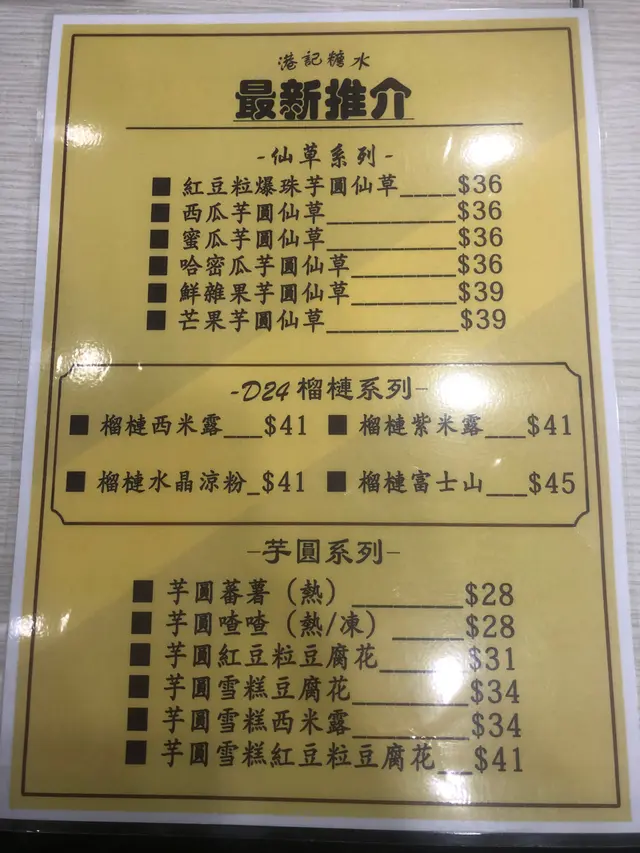 港記糖水
最新推介
-仙草系列-
■ 紅豆粒爆珠芋圓仙草____$36
■ 西瓜芋圓仙草__________$36
■ 蜜瓜芋圓仙草__________$36
■ 哈密瓜芋圓仙草________$36
■ 鮮雜果芋圓仙草________$39
■ 芒果芋圓仙草__________$39
-D24榴槤系列-
■ 榴槤西米露___$41 ■ 榴槤紫米露___$41
■ 榴槤水晶涼粉_$41 ■ 榴槤富士山___$45
-芋圓系列-
■ 芋圓蕃薯（熱）________$28
■ 芋圓喳喳（熱/凍）_____$28
■ 芋圓紅豆粒豆腐花______$31
■ 芋圓雪糕豆腐花________$34
■ 芋圓雪糕西米露________$34
■ 芋圓雪糕紅豆粒豆腐花__$41